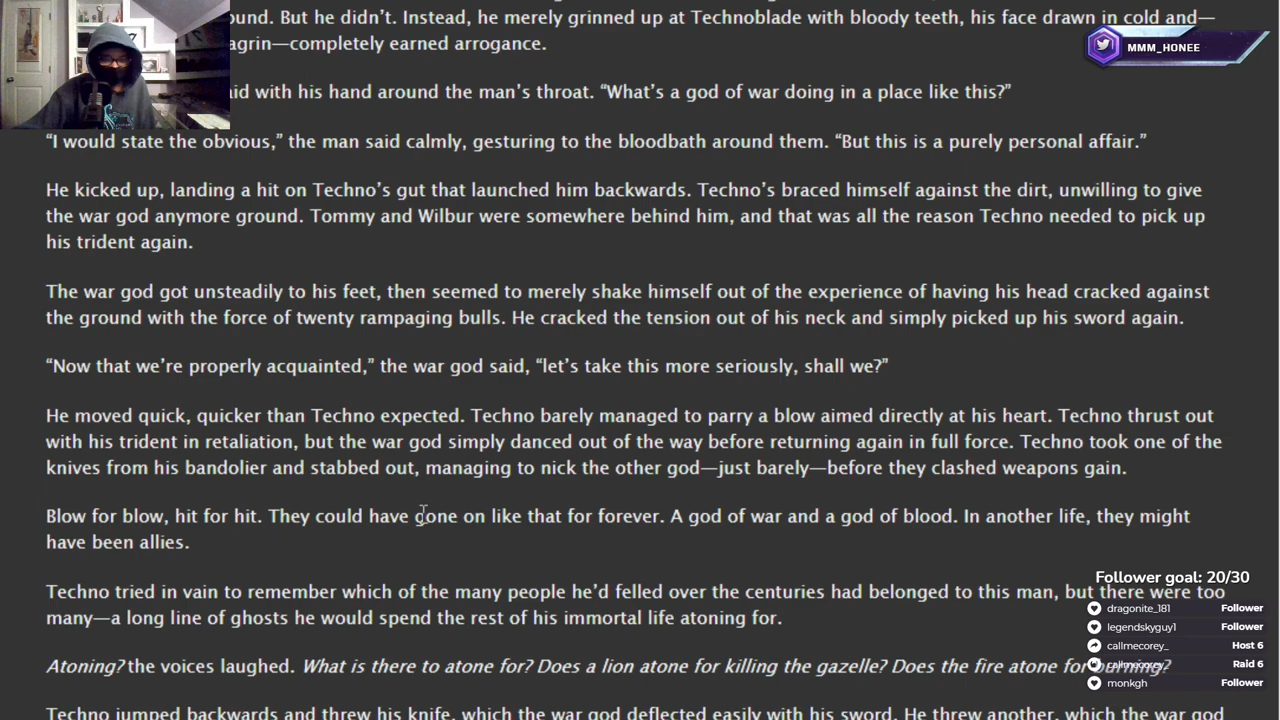 ound. But he didn't. Instead, he merely grinned up at Technoblade with bloody teeth, his face drawn in cold and—
agrin—completely earned arrogance.
MMM_HONEE
aid with his hand around the man's throat. “What's a god of war doing in a place like this?”
“I would state the obvious,” the man said calmly, gesturing to the bloodbath around them. “But this is a purely personal affair.”
He kicked up, landing a hit on Techno's gut that launched him backwards. Techno's braced himself against the dirt, unwilling to give
the war god anymore ground. Tommy and Wilbur were somewhere behind him, and that was all the reason Techno needed to pick up
his trident again.
The war god got unsteadily to his feet, then seemed to merely shake himself out of the experience of having his head cracked against
the ground with the force of twenty rampaging bulls. He cracked the tension out of his neck and simply picked up his sword again.
“Now that we're properly acquainted,” the war god said, “let's take this more seriously, shall we?”
He moved quick, quicker than Techno expected. Techno barely managed to parry a blow aimed directly at his heart. Techno thrust out
with his trident in retaliation, but the war god simply danced out of the way before returning again in full force. Techno took one of the
knives from his bandolier and stabbed out, managing to nick the other god—just barely—before they clashed weapons gain.
Blow for blow, hit for hit. They could have gone on like that for forever. A god of war and a god of blood. In another life, they might
have been allies.
Techno tried in vain to remember which of the many people he'd felled over the centuries had belonged to this man, but there were too
many—a long line of ghosts he would spend the rest of his immortal life atoning for.
Atoning? the voices laughed. What is there to atone for? Does a lion atone for killing the gazelle? Does the fire atone for burning?
Techno jumped backwards and threw his knife, which the war god deflected easily with his sword. He threw another, which the war god
Follower goal: 20/30
dragonite_181 Follower
legendskyguy1 Follower
callmecorey_ Host 6
callmecorey_ Raid 6
monkgh Follower